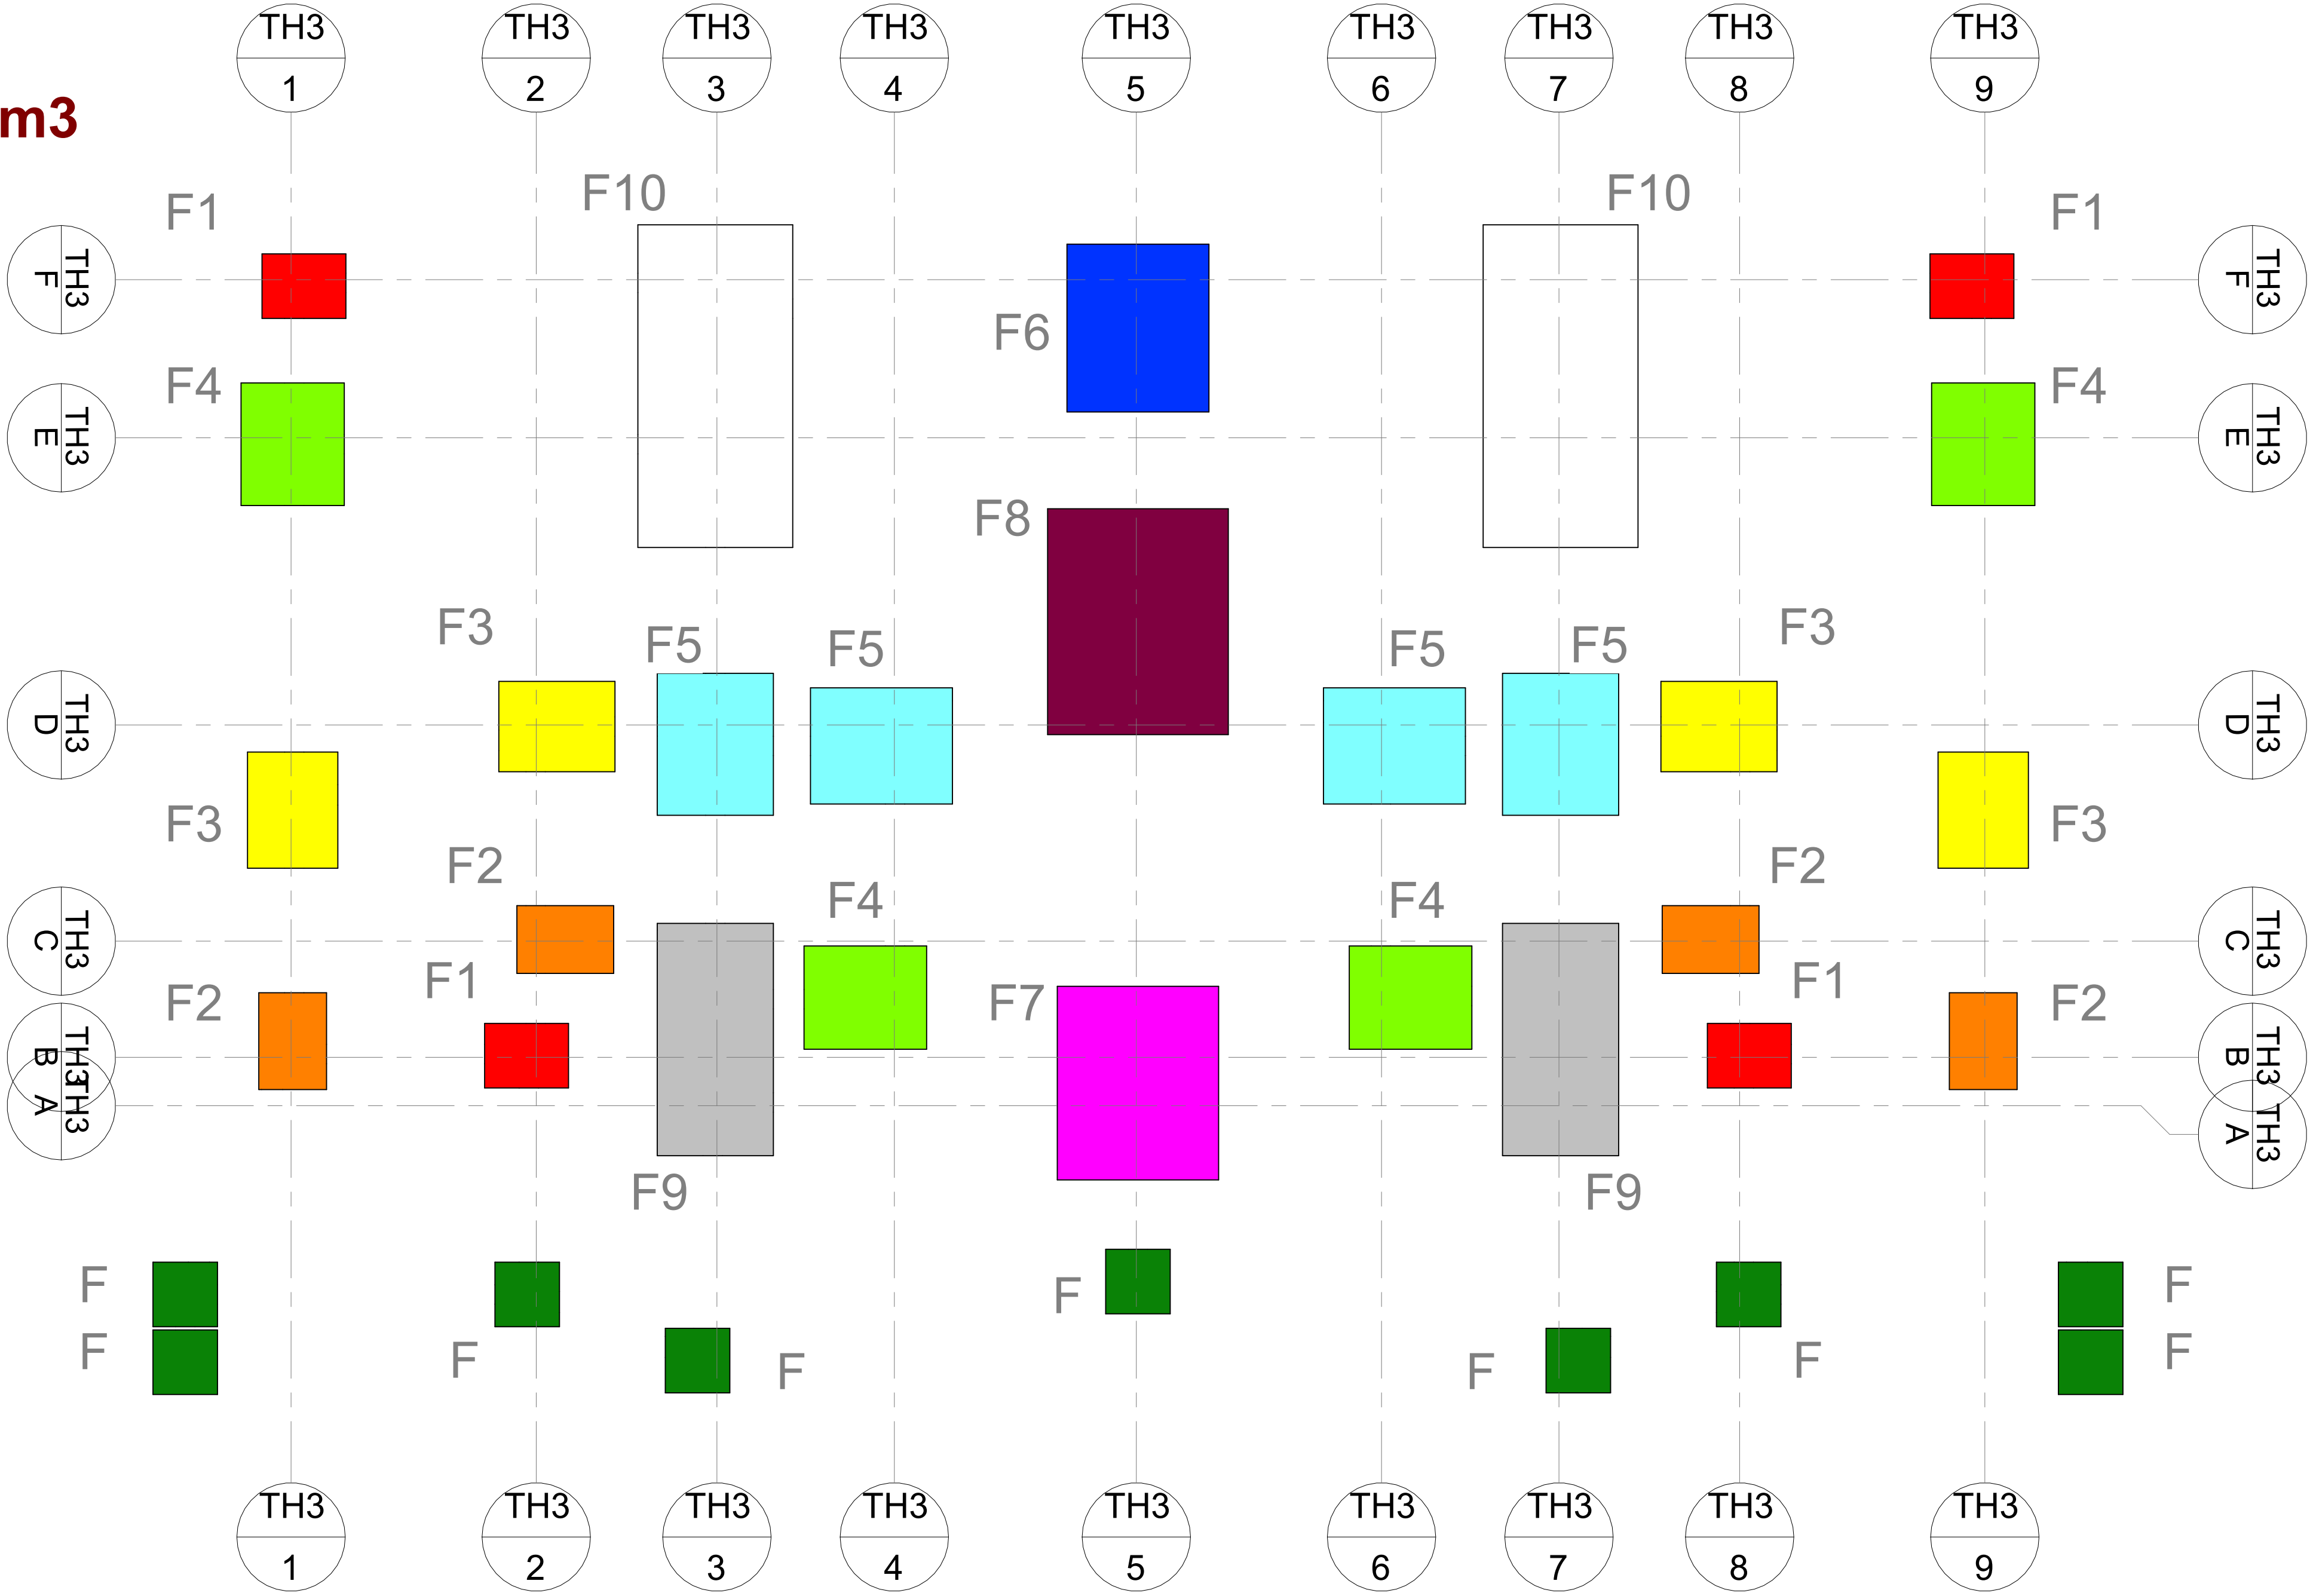 TH3 TH3 TH3 TH3 TH3 TH3 TH3 TH3 TH3
1 2 3 4 5 6 7 8 9
m3
F10 F10
F1 F1
TH3 F TH3 F
F6
F4 F4
TH3 E TH3 E
F8
F3 F3
F5 F5 F5 F5
TH3 D TH3 D
F3 F3
F2 F2
F4 F4
TH3 C TH3 C
F1 F1
F2 F7 F2
TH3 B TH3 B
TH3 A TH3 A
F9 F9
F F F
F F F F F F
TH3 TH3 TH3 TH3 TH3 TH3 TH3 TH3 TH3
1 2 3 4 5 6 7 8 9